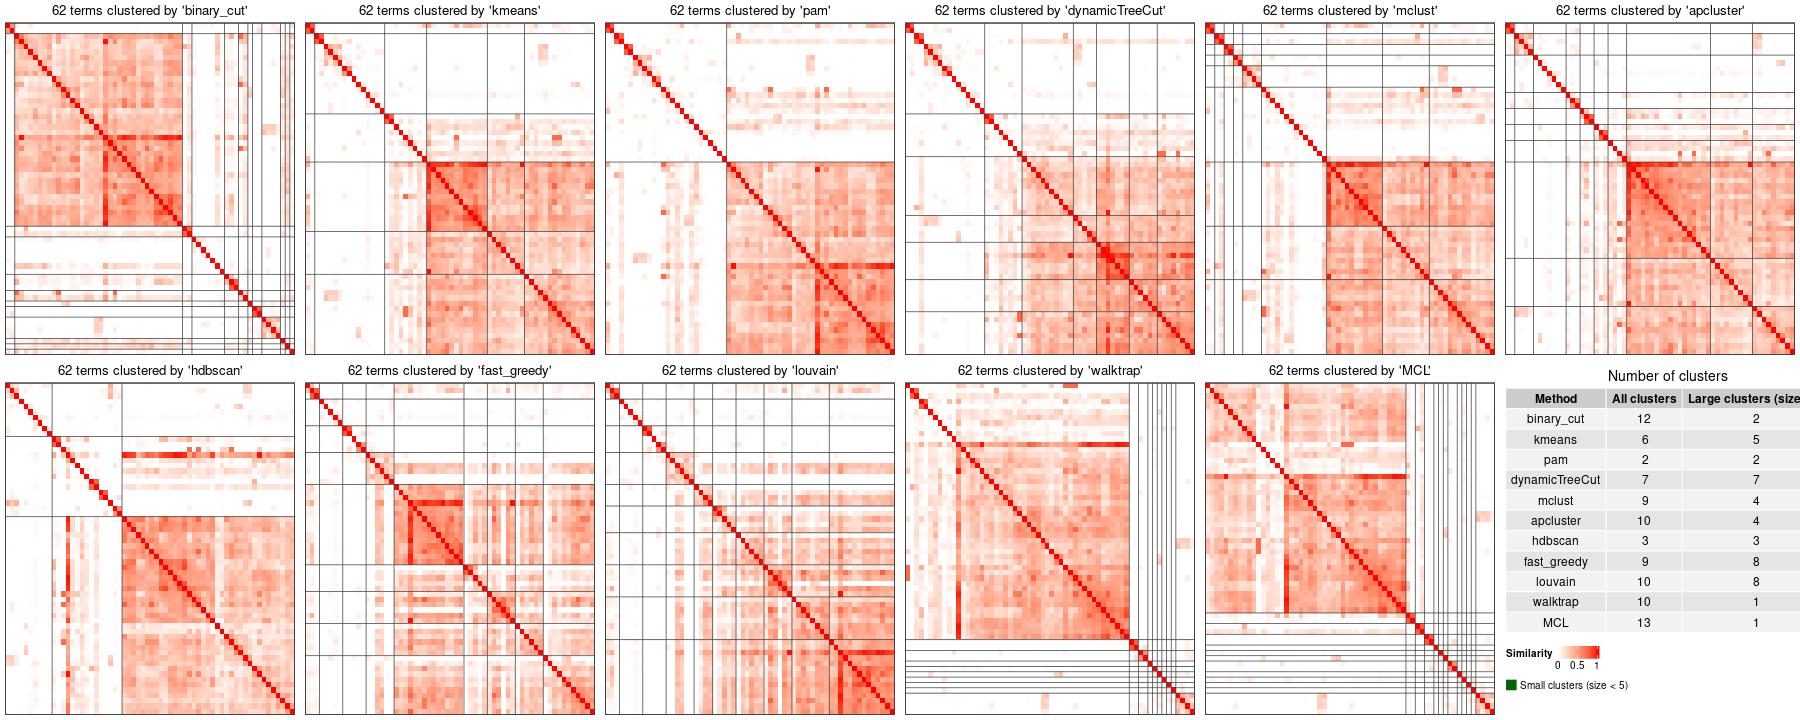 62 terms clustered by 'binary_cut'
62 terms clustered by 'kmeans'
62 terms clustered by 'pam'
62 terms clustered by 'dynamicTreeCut'
62 terms clustered by 'mclust'
62 terms clustered by 'apcluster'
62 terms clustered by 'hdbscan'
62 terms clustered by 'fast_greedy'
62 terms clustered by 'louvain'
62 terms clustered by 'walktrap'
62 terms clustered by 'MCL'
Number of clusters
Method All clusters Large clusters (size
binary_cut 12 2
kmeans 6 5
pam 2 2
dynamicTreeCut 7 7
mclust 9 4
apcluster 10 4
hdbscan 3 3
fast_greedy 9 8
louvain 10 8
walktrap 10 1
MCL 13 1
Similarity
0 0.5 1
Small clusters (size < 5)